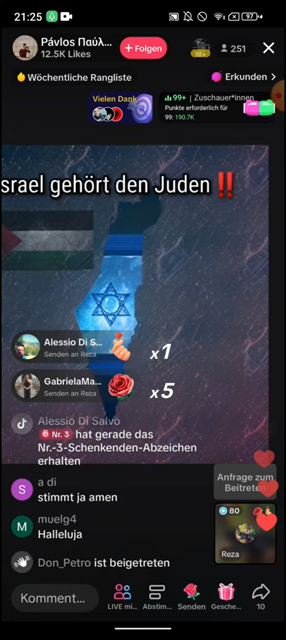 21:25
97
Pávlos Παύλ...
12.5K Likes
+ Folgen
10+
251
Wöchentliche Rangliste
Erkunden >
Vielen Dank
99+ | Zuschauer*innen
Punkte erforderlich für
99: 190.7K
srael gehört den Juden‼️
Alessio Di S...
Senden an Reza
x1
GabrielaMa...
Senden an Reza
x5
Alessio Di Salvo
Nr. 3 hat gerade das
Nr.-3-Schenkenden-Abzeichen
erhalten
a di
stimmt ja amen
muelg4
Halleluja
Don_Petro ist beigetreten
Anfrage zum
Beitrete
80
Reza
Komment...
LIVE mi...
Abstim...
Senden
Gesche...
10